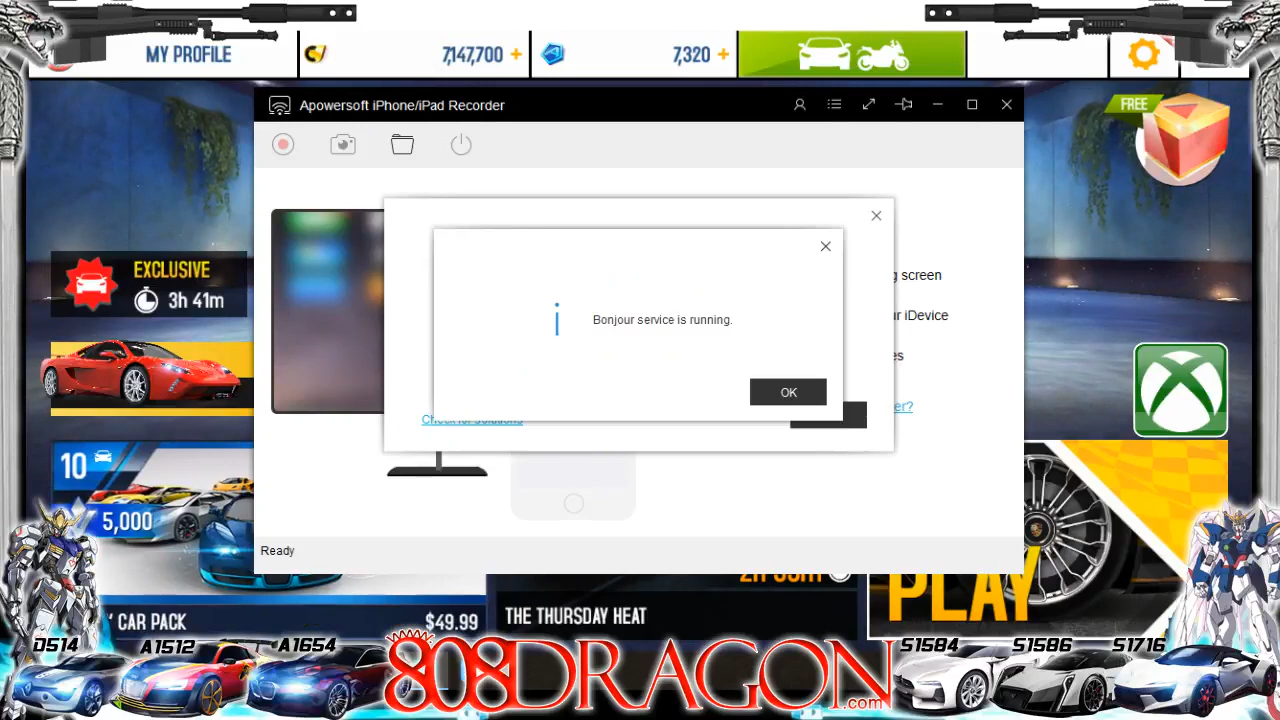 MY PROFILE
7,147,700 +
7,320 +
Apowersoft iPhone/iPad Recorder
FREE
EXCLUSIVE
3h 41m
g screen
ur iDevice
es
er?
Bonjour service is running.
OK
Check for solutions
10
5,000
Ready
CAR PACK
$49.99
THE THURSDAY HEAT
PLAY
D514
A1512
A1654
808DRAGON.com
S1584
S1586
S1716